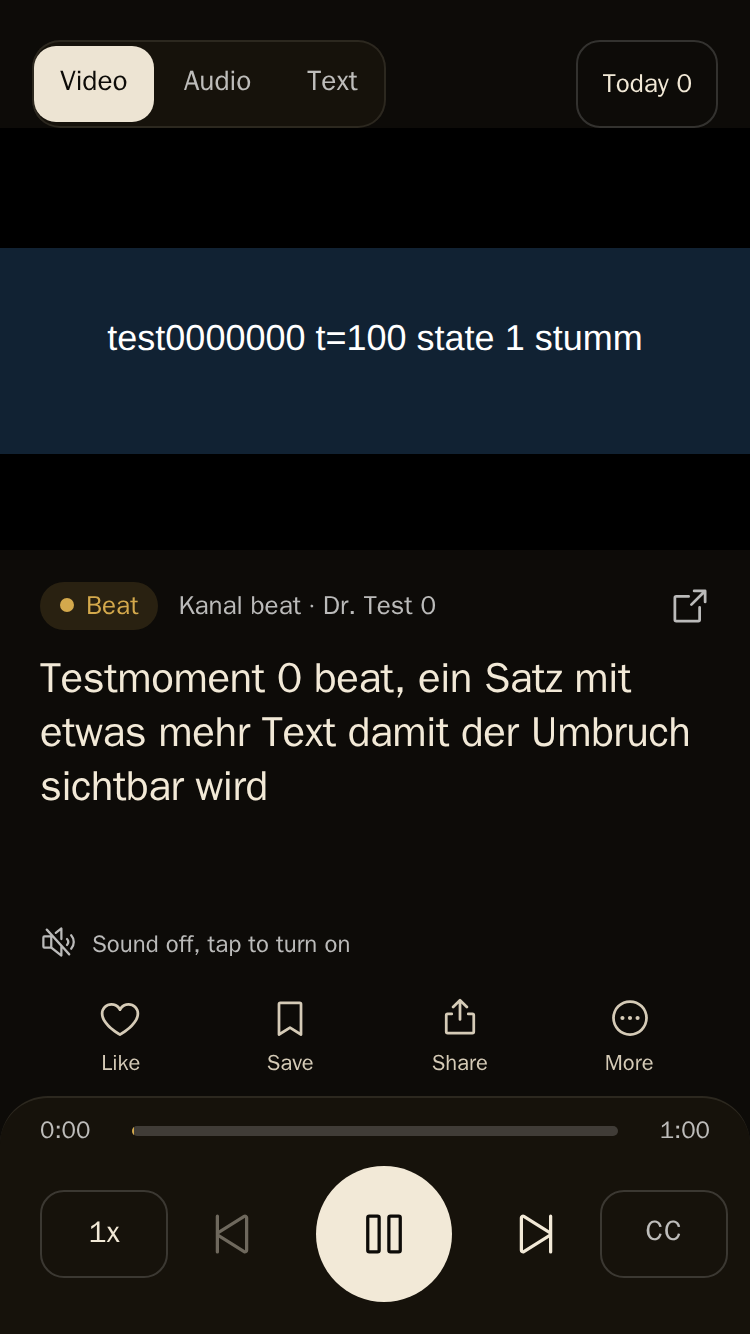 Video Audio Text Today 0
test0000000 t=100 state 1 stumm
Beat Kanal beat · Dr. Test 0
Testmoment 0 beat, ein Satz mit
etwas mehr Text damit der Umbruch
sichtbar wird
Sound off, tap to turn on
Like Save Share More
0:00 1:00
1x CC